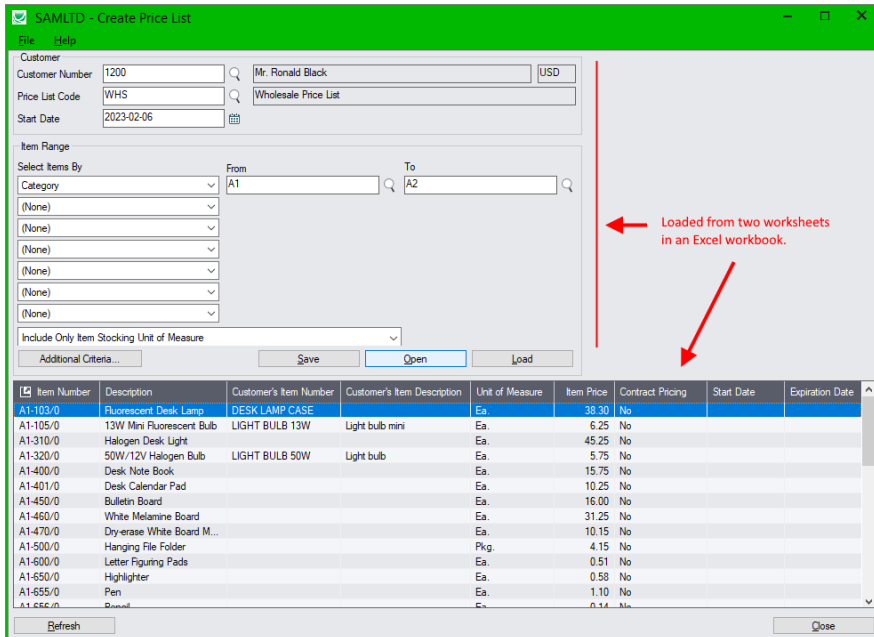 SAMLTD - Create Price List
File Help
Customer
Customer Number 1200 Mr. Ronald Black USD
Price List Code WHS Wholesale Price List
Start Date 2023-02-06
Item Range
Select Items By From To
Category A1 A2
(None)
(None)
(None)
(None)
(None)
(None)
Include Only Item Stocking Unit of Measure
Additional Criteria... Save Open Load
Loaded from two worksheets
in an Excel workbook.
Item Number Description Customer's Item Number Customer's Item Description Unit of Measure Item Price Contract Pricing Start Date Expiration Date
A1-103/0 Fluorescent Desk Lamp DESK LAMP CASE Ea. 38.30 No
A1-105/0 13W Mini Fluorescent Bulb LIGHT BULB 13W Light bulb mini Ea. 6.25 No
A1-310/0 Halogen Desk Light Ea. 45.25 No
A1-320/0 50W/12V Halogen Bulb LIGHT BULB 50W Light bulb Ea. 5.75 No
A1-400/0 Desk Note Book Ea. 15.75 No
A1-401/0 Desk Calendar Pad Ea. 10.25 No
A1-450/0 Bulletin Board Ea. 16.00 No
A1-460/0 White Melamine Board Ea. 31.25 No
A1-470/0 Dry-erase White Board M... Ea. 10.15 No
A1-500/0 Hanging File Folder Pkg. 4.15 No
A1-600/0 Letter Figuring Pads Ea. 0.51 No
A1-650/0 Highlighter Ea. 0.58 No
A1-655/0 Pen Ea. 1.10 No
A1-656/0 Pencil Ea. 0.14 No
Refresh Close